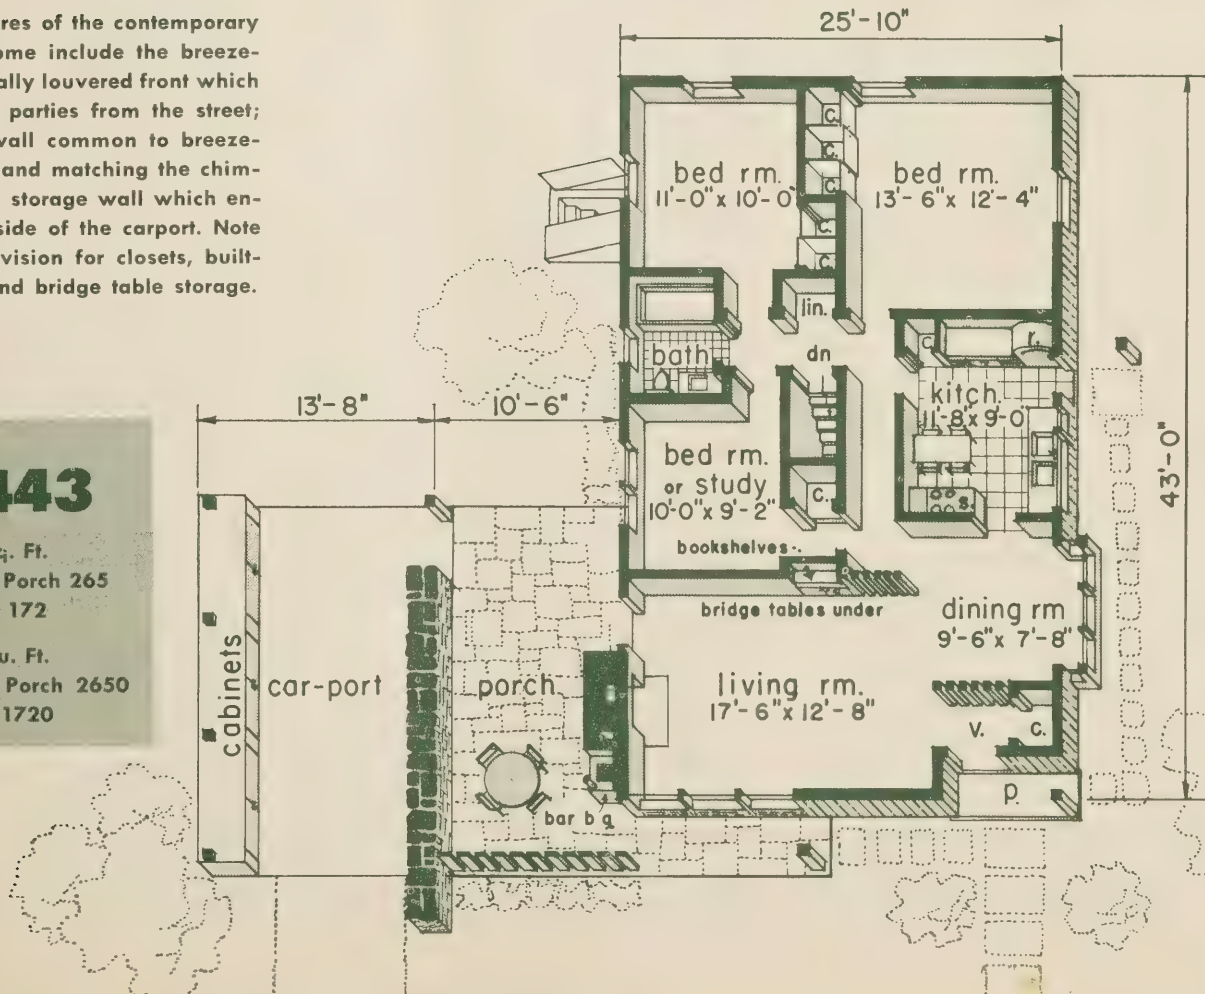 res of the contemporary
ome include the breeze-
ally louvered front which
parties from the street;
vall common to breeze-
and matching the chim-
storage wall which en-
side of the carport. Note
vision for closets, built-
nd bridge table storage.
443
q. Ft.
Porch 265
172
u. Ft.
Porch 2650
1720
25'-10"
bed rm.
11'-0" x 10'-0"
c.
c.
c.
c.
c.
bed rm.
13'-6" x 12'-4"
lin.
bath
dn
c
r.
kitch.
11'-8" x 9'-0"
s.
43'-0"
13'-8"
10'-6"
bed rm.
or study
10'-0" x 9'-2"
c.
bookshelves
bridge tables under
dining rm
9'-6" x 7'-8"
cabinets
car-port
porch
living rm.
17'-6" x 12'-8"
v.
c.
p.
bar b q